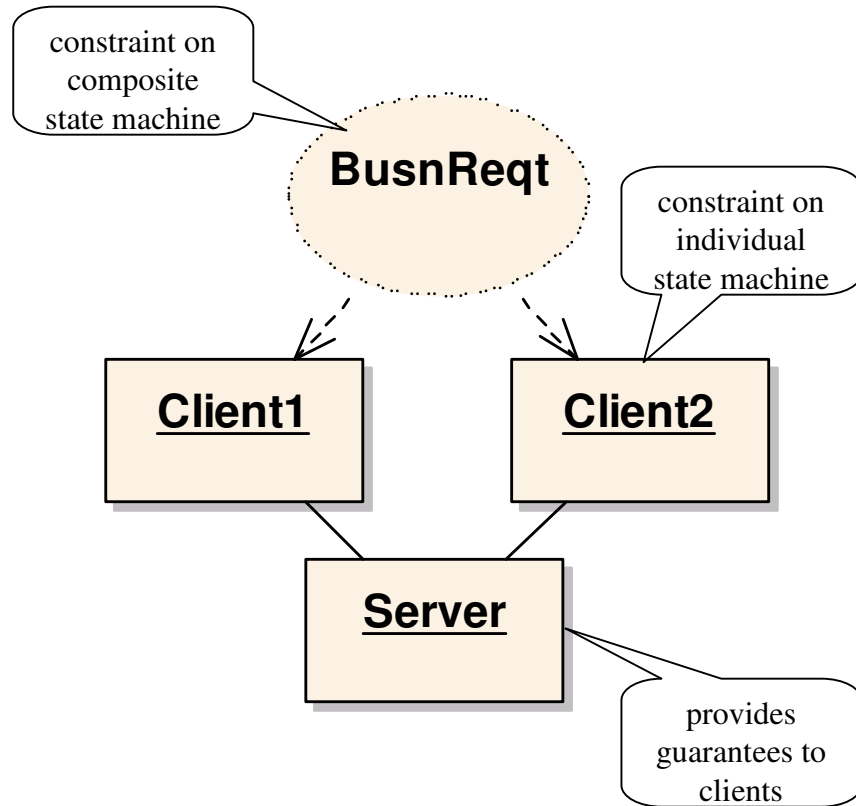 constraint on
composite
state machine
BusnReqt
constraint on
individual
state machine
Client1
Client2
Server
provides
guarantees to
clients